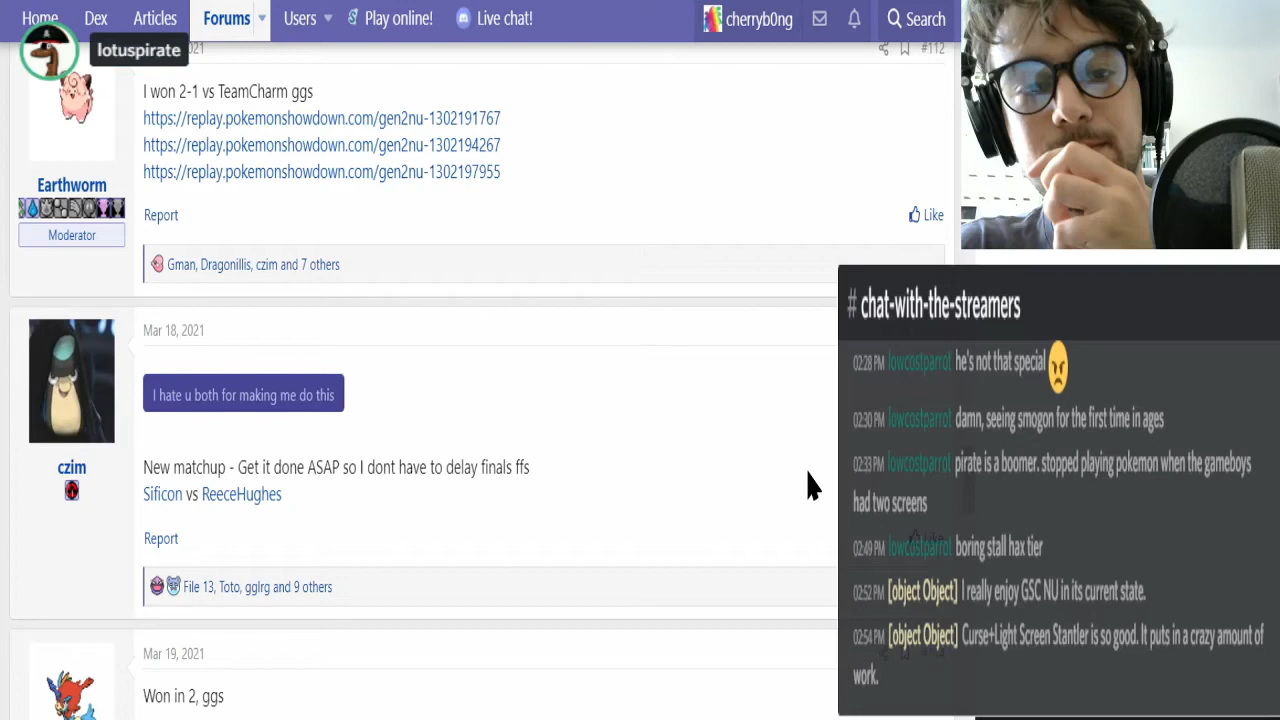 Home Dex Articles Forums Users Play online! Live chat! cherryb0ng Search
lotuspirate
2021 #112
I won 2-1 vs TeamCharm ggs
https://replay.pokemonshowdown.com/gen2nu-1302191767
https://replay.pokemonshowdown.com/gen2nu-1302194267
https://replay.pokemonshowdown.com/gen2nu-1302197955
Earthworm
Moderator
Report Like
Gman, Dragonillis, czim and 7 others
Mar 18, 2021
I hate u both for making me do this
czim
New matchup - Get it done ASAP so I dont have to delay finals ffs
Sificon vs ReeceHughes
Report
File 13, Toto, gglrg and 9 others
Mar 19, 2021
Won in 2, ggs
# chat-with-the-streamers
02:28 PM lowcostparrot he's not that special 😠
02:30 PM lowcostparrot damn, seeing smogon for the first time in ages
02:33 PM lowcostparrot pirate is a boomer. stopped playing pokemon when the gameboys
had two screens
02:49 PM lowcostparrot boring stall hax tier
02:52 PM [object Object] I really enjoy GSC NU in its current state.
02:54 PM [object Object] Curse+Light Screen Stantler is so good. It puts in a crazy amount of
work.